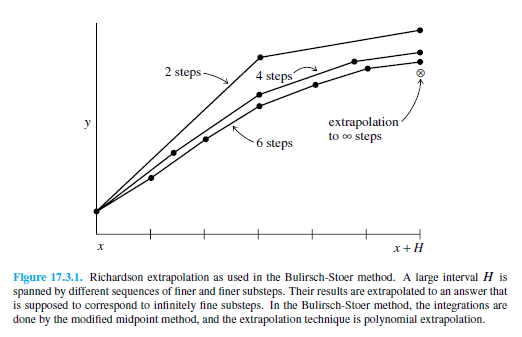 2 steps
4 steps
y
extrapolation
to ∞ steps
6 steps
x
x + H
Figure 17.3.1. Richardson extrapolation as used in the Bulirsch-Stoer method. A large interval H is
spanned by different sequences of finer and finer substeps. Their results are extrapolated to an answer that
is supposed to correspond to infinitely fine substeps. In the Bulirsch-Stoer method, the integrations are
done by the modified midpoint method, and the extrapolation technique is polynomial extrapolation.